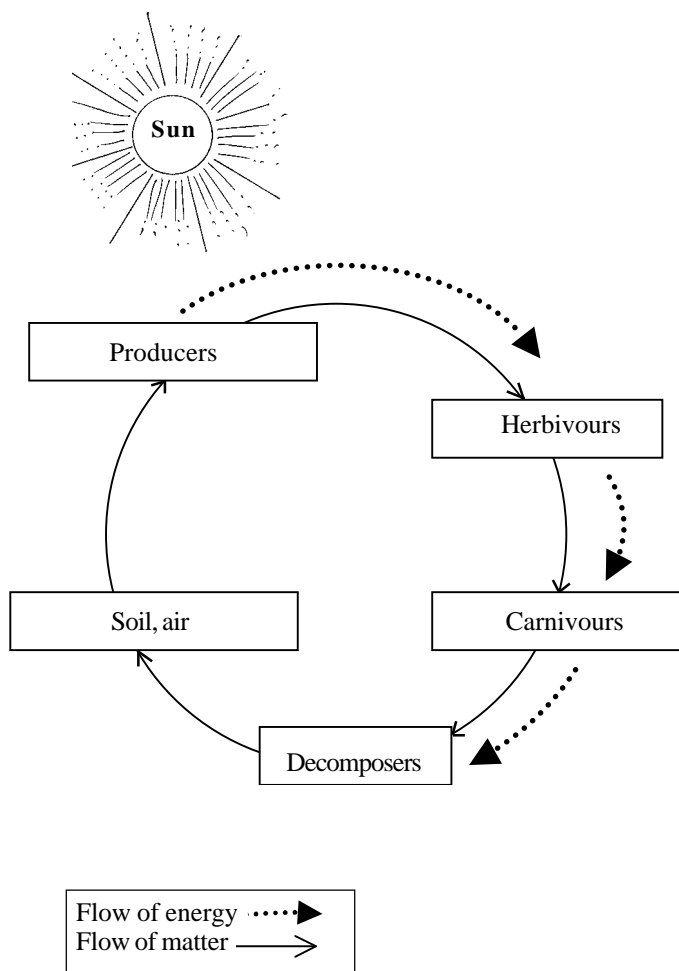 Sun
Producers
Herbivours
Soil, air
Carnivours
Decomposers
Flow of energy
Flow of matter